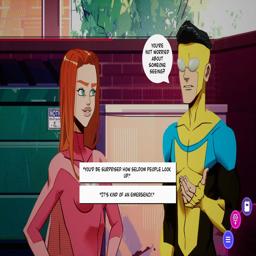 YOU'RE
NOT WORRIED
ABOUT
SOMEONE
SEEING?
"YOU'D BE SURPRISED HOW SELDOM PEOPLE LOOK
UP."
"IT'S KIND OF AN EMERGENCY."